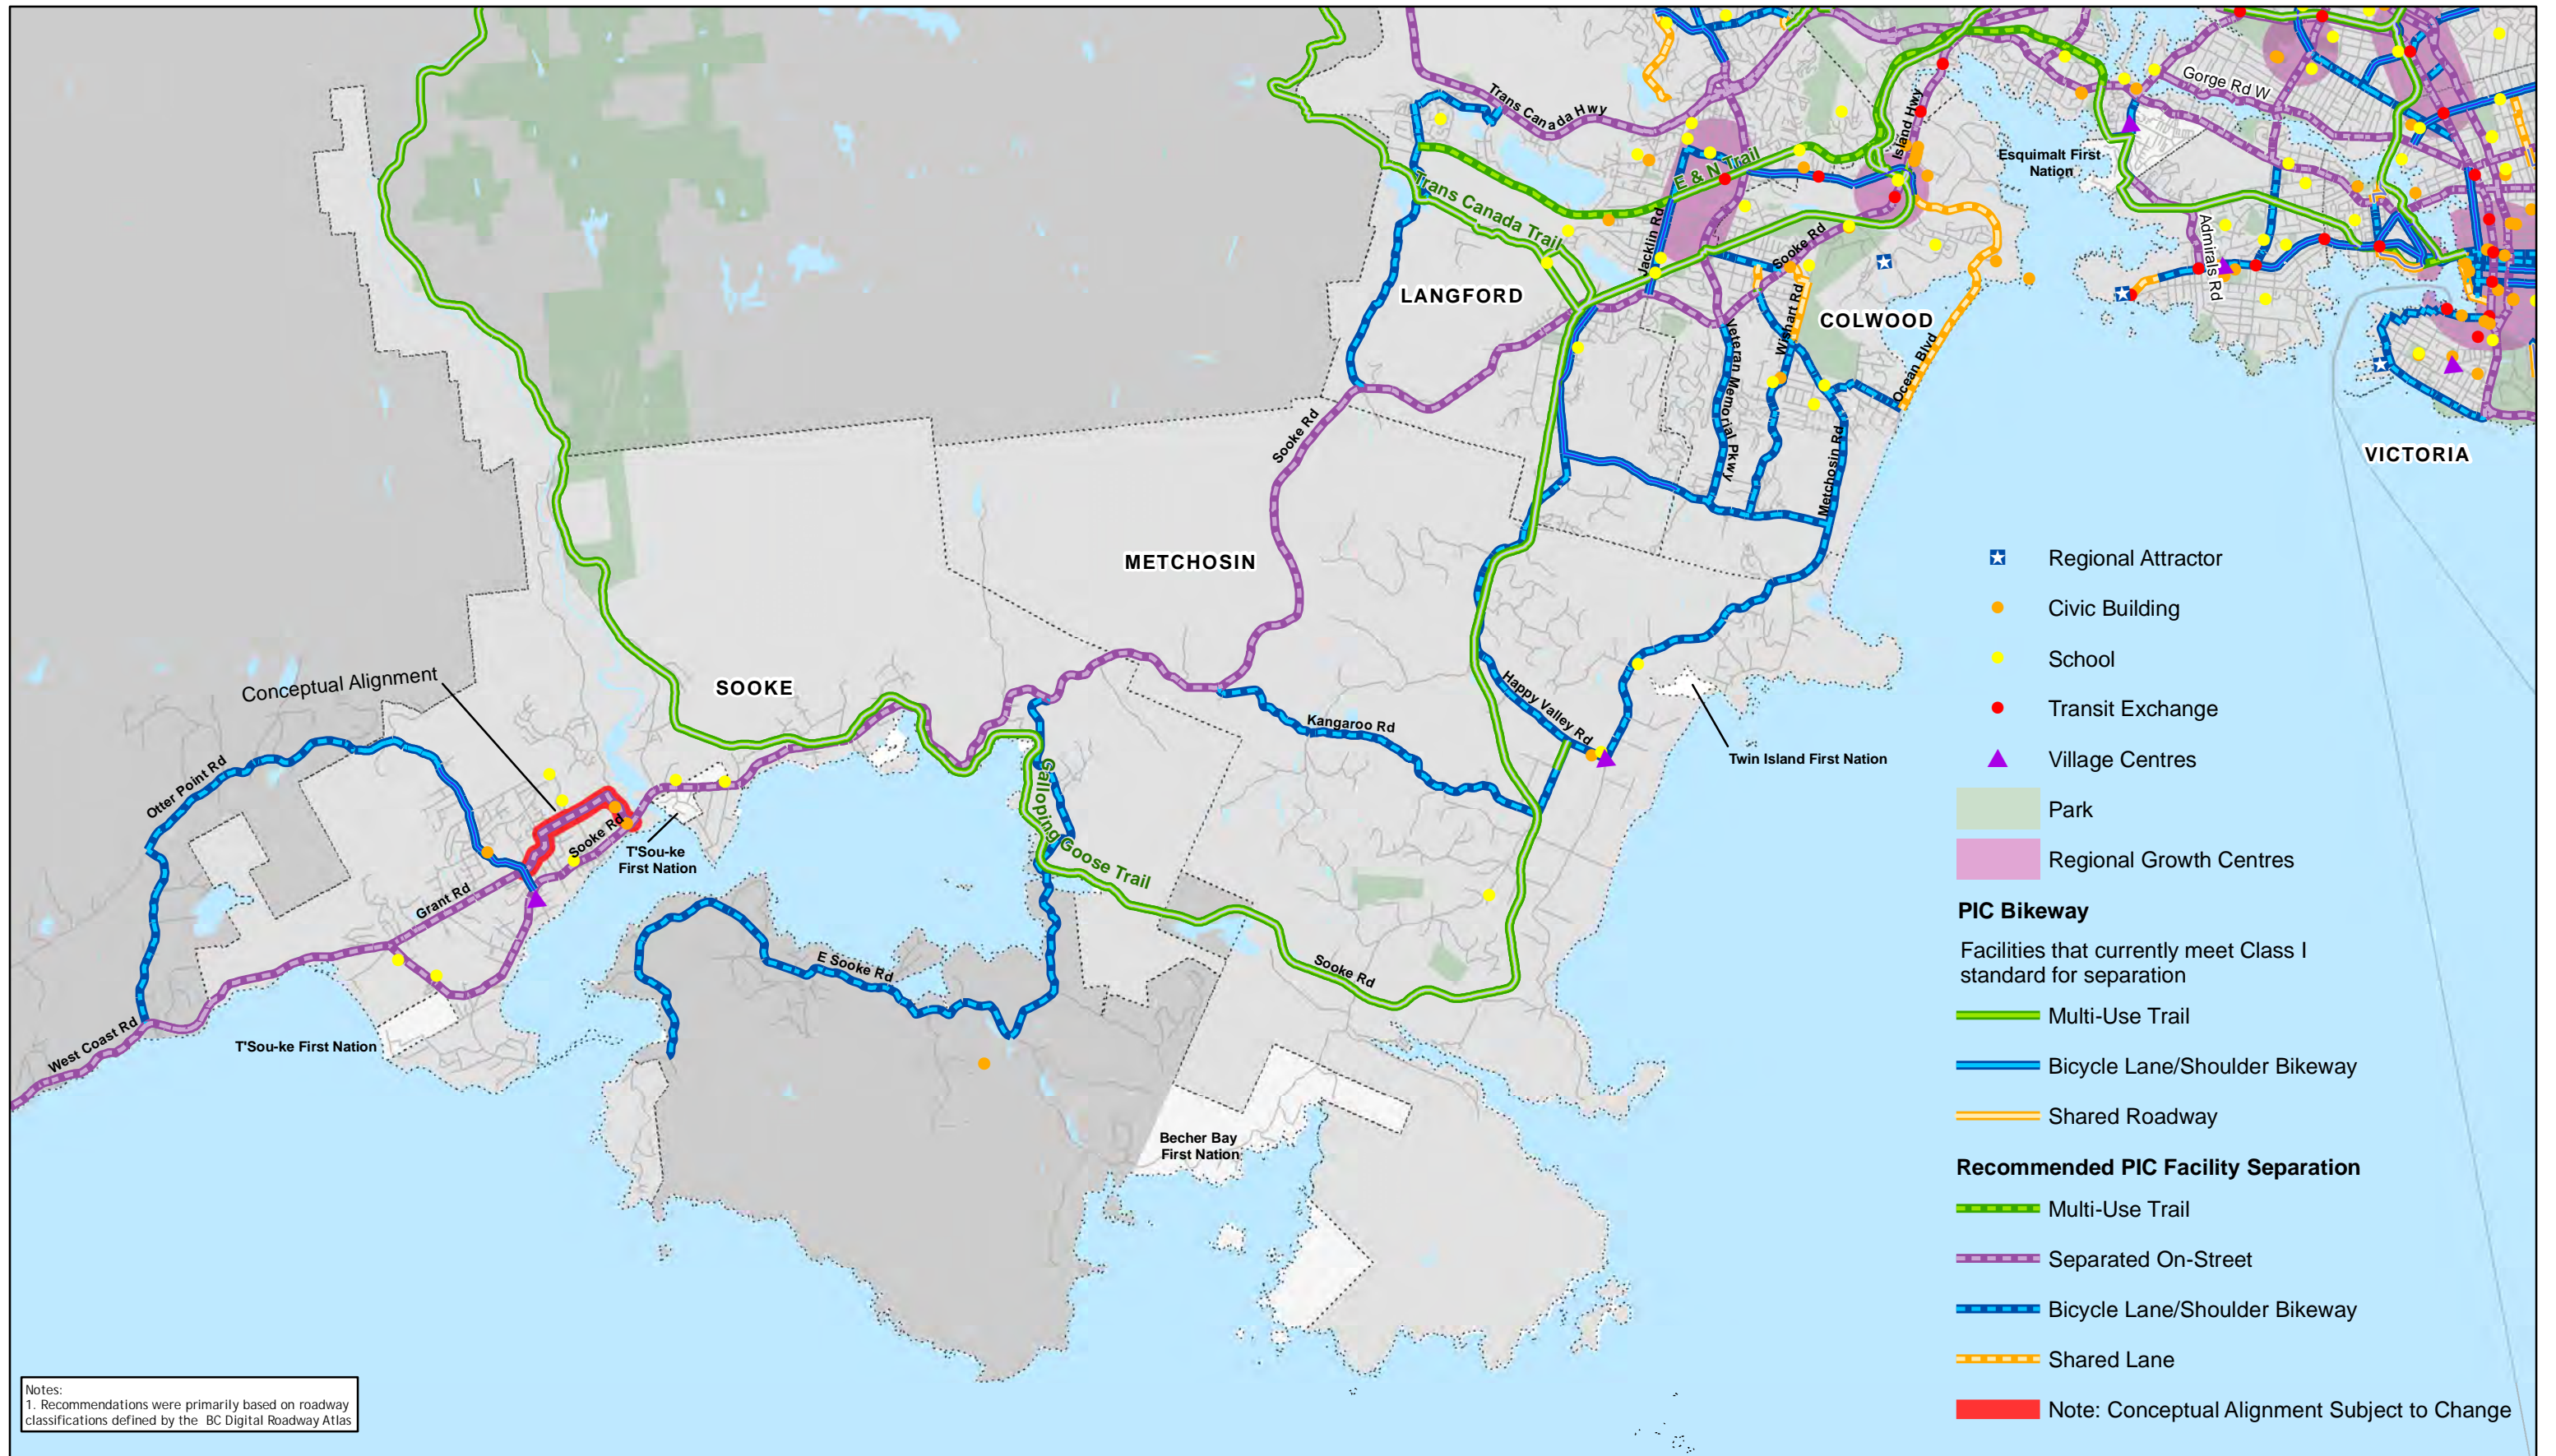 Trans Canada Hwy
Gorge Rd W
Island Hwy
Esquimalt First
Nation
E & N Trail
Trans Canada Trail
Jacklin Rd
Sooke Rd
Admirals Rd
LANGFORD
Wishart Rd
COLWOOD
Veteran Memorial Pkwy
Ocean Blvd
Sooke Rd
Metchosin Rd
VICTORIA
METCHOSIN
Conceptual Alignment
SOOKE
Happy Valley Rd
Kangaroo Rd
Twin Island First Nation
Otter Point Rd
Galloping Goose Trail
Sooke Rd
T'Sou-ke
First Nation
Grant Rd
E Sooke Rd
Sooke Rd
West Coast Rd
T'Sou-ke First Nation
Becher Bay
First Nation
Regional Attractor
Civic Building
School
Transit Exchange
Village Centres
Park
Regional Growth Centres
PIC Bikeway
Facilities that currently meet Class I
standard for separation
Multi-Use Trail
Bicycle Lane/Shoulder Bikeway
Shared Roadway
Recommended PIC Facility Separation
Multi-Use Trail
Separated On-Street
Bicycle Lane/Shoulder Bikeway
Shared Lane
Note: Conceptual Alignment Subject to Change
Notes:
1. Recommendations were primarily based on roadway
classifications defined by the BC Digital Roadway Atlas